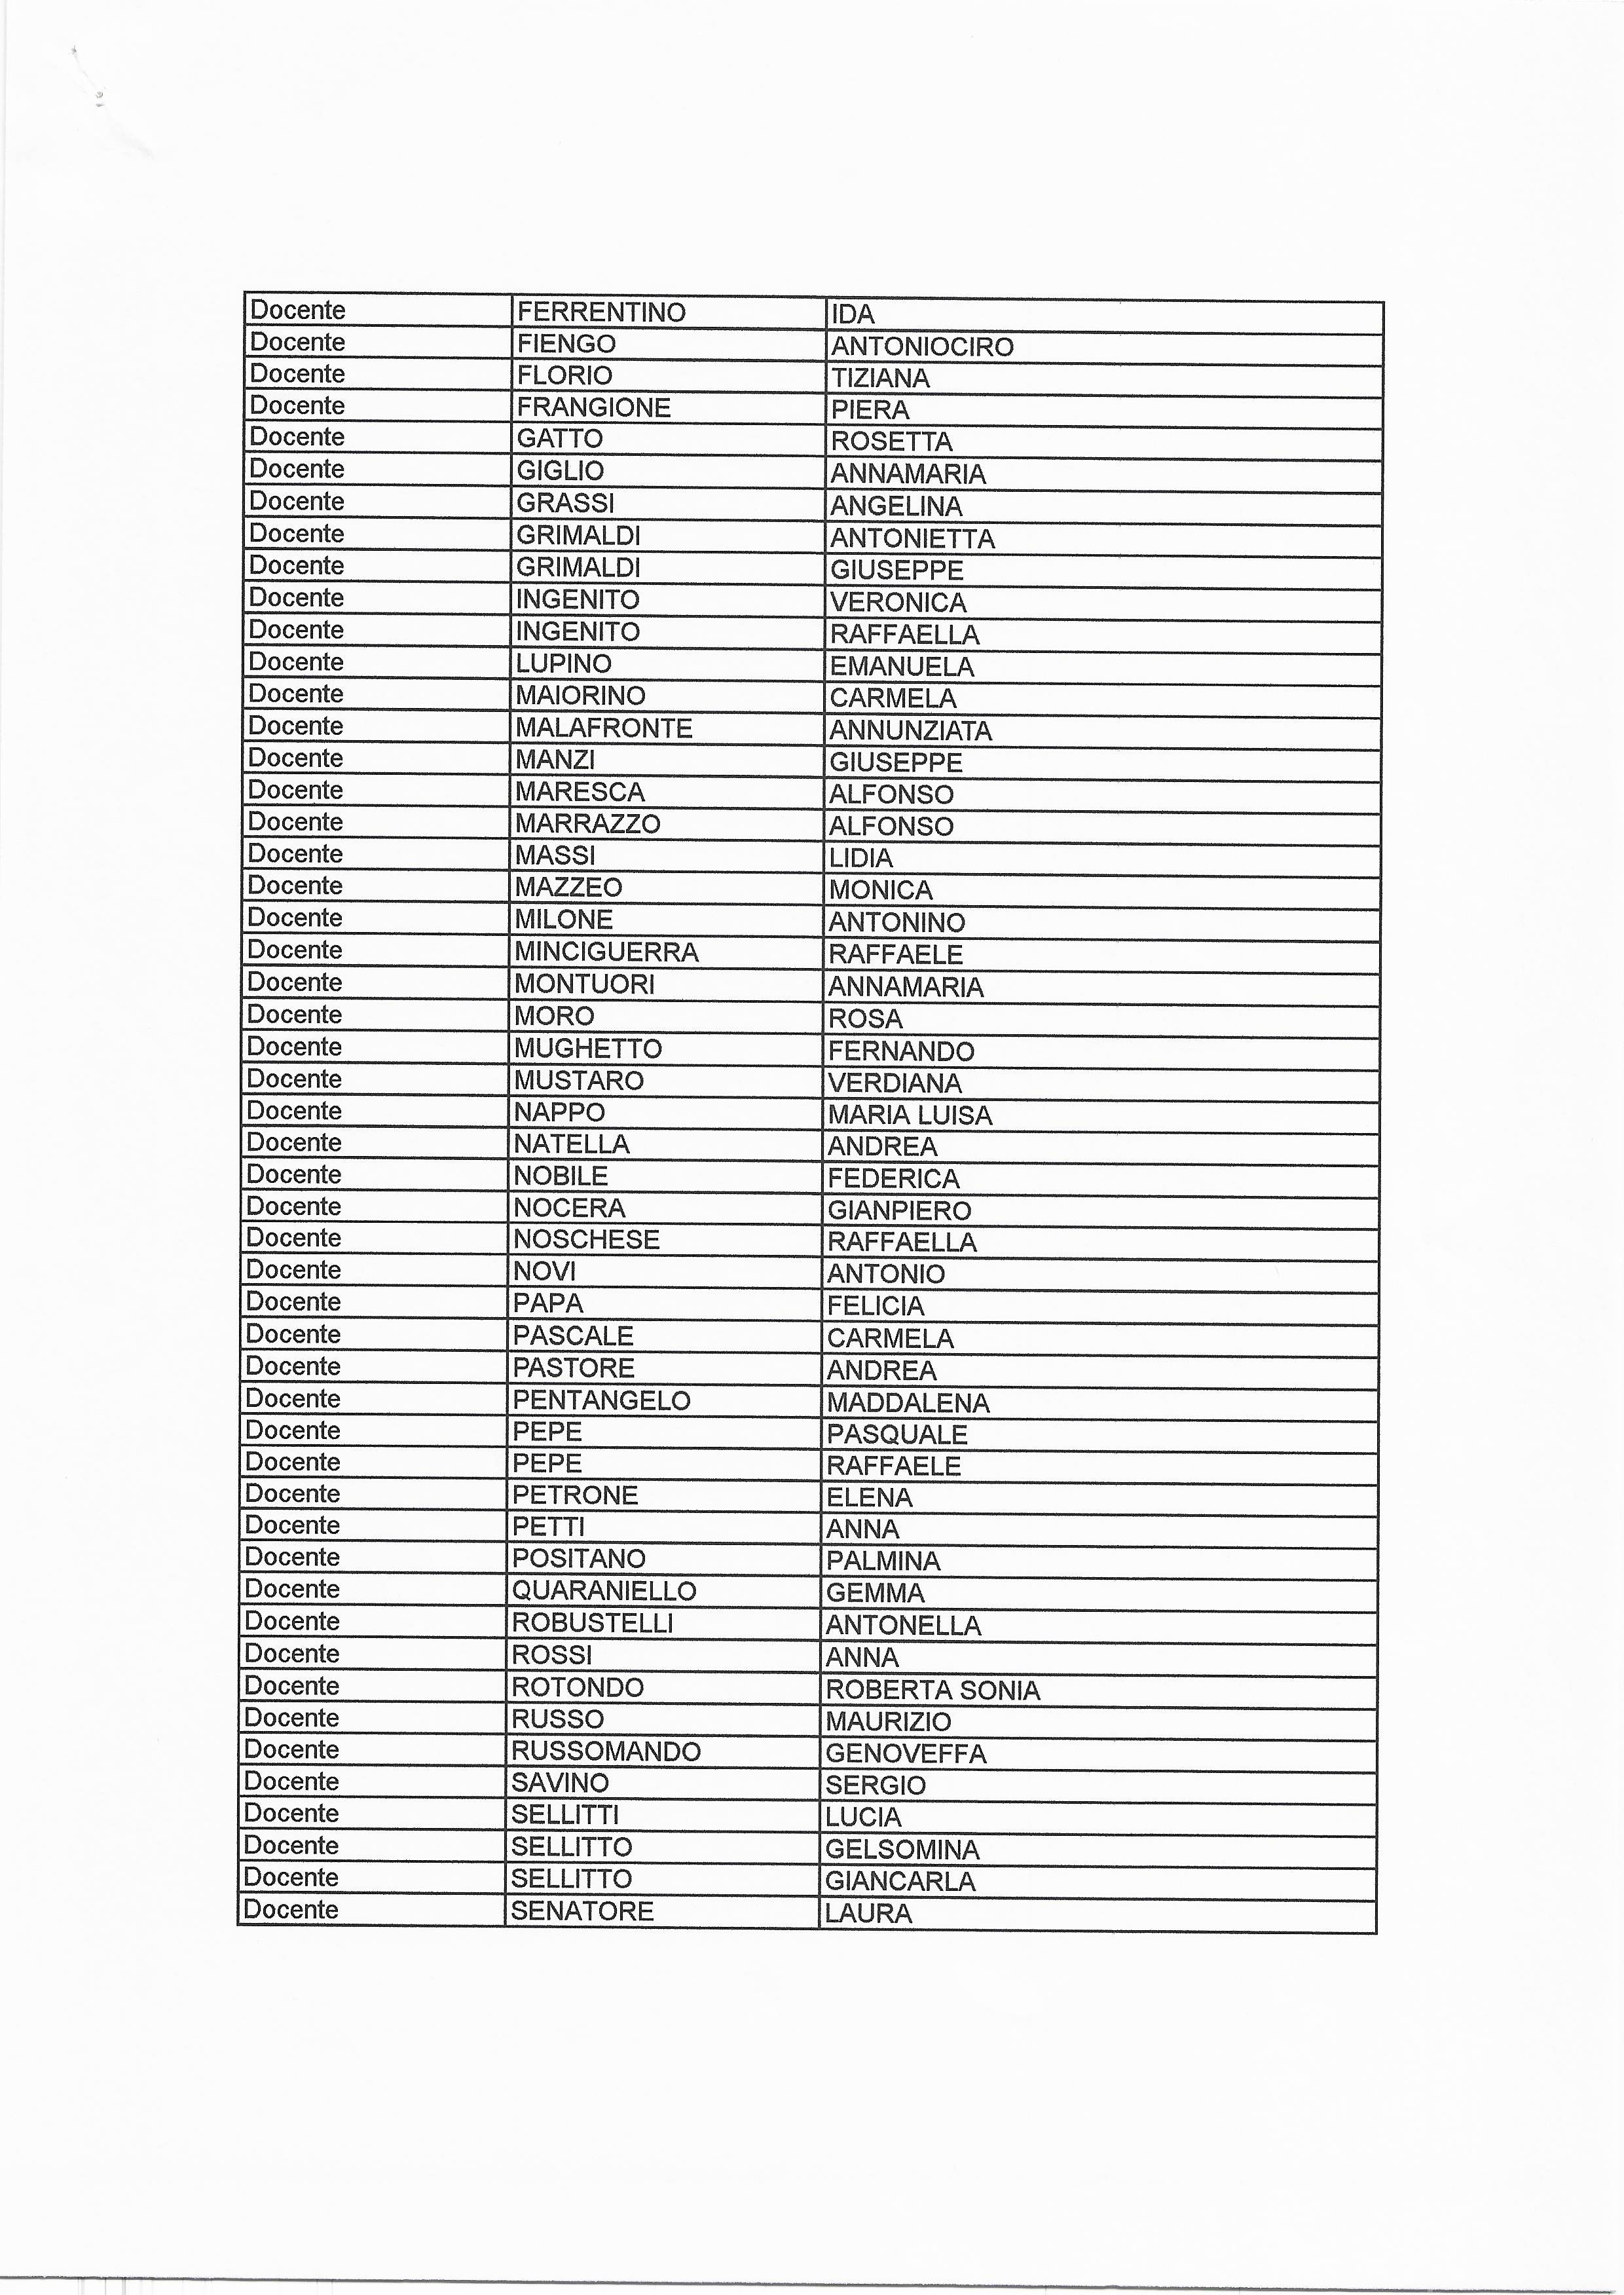 Docente FERRENTINO IDA
Docente FIENGO ANTONIOCIRO
Docente FLORIO TIZIANA
Docente FRANGIONE PIERA
Docente GATTO ROSETTA
Docente GIGLIO ANNAMARIA
Docente GRASSI ANGELINA
Docente GRIMALDI ANTONIETTA
Docente GRIMALDI GIUSEPPE
Docente INGENITO VERONICA
Docente INGENITO RAFFAELLA
Docente LUPINO EMANUELA
Docente MAIORINO CARMELA
Docente MALAFRONTE ANNUNZIATA
Docente MANZI GIUSEPPE
Docente MARESCA ALFONSO
Docente MARRAZZO ALFONSO
Docente MASSI LIDIA
Docente MAZZEO MONICA
Docente MILONE ANTONINO
Docente MINCIGUERRA RAFFAELE
Docente MONTUORI ANNAMARIA
Docente MORO ROSA
Docente MUGHETTO FERNANDO
Docente MUSTARO VERDIANA
Docente NAPPO MARIA LUISA
Docente NATELLA ANDREA
Docente NOBILE FEDERICA
Docente NOCERA GIANPIERO
Docente NOSCHESE RAFFAELLA
Docente NOVI ANTONIO
Docente PAPA FELICIA
Docente PASCALE CARMELA
Docente PASTORE ANDREA
Docente PENTANGELO MADDALENA
Docente PEPE PASQUALE
Docente PEPE RAFFAELE
Docente PETRONE ELENA
Docente PETTI ANNA
Docente POSITANO PALMINA
Docente QUARANIELLO GEMMA
Docente ROBUSTELLI ANTONELLA
Docente ROSSI ANNA
Docente ROTONDO ROBERTA SONIA
Docente RUSSO MAURIZIO
Docente RUSSOMANDO GENOVEFFA
Docente SAVINO SERGIO
Docente SELLITTI LUCIA
Docente SELLITTO GELSOMINA
Docente SELLITTO GIANCARLA
Docente SENATORE LAURA